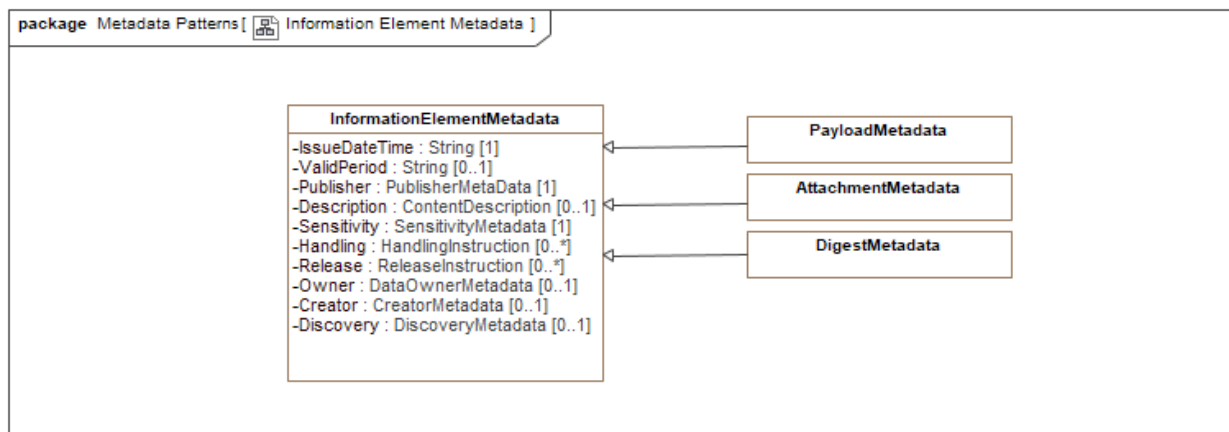 package Metadata Patterns[ Information Element Metadata ]
InformationElementMetadata
-IssueDateTime : String [1]
-ValidPeriod : String [0..1]
-Publisher : PublisherMetaData [1]
-Description : ContentDescription [0..1]
-Sensitivity : SensitivityMetadata [1]
-Handling : HandlingInstruction [0..*]
-Release : ReleaseInstruction [0..*]
-Owner : DataOwnerMetadata [0..1]
-Creator : CreatorMetadata [0..1]
-Discovery : DiscoveryMetadata [0..1]
PayloadMetadata
AttachmentMetadata
DigestMetadata